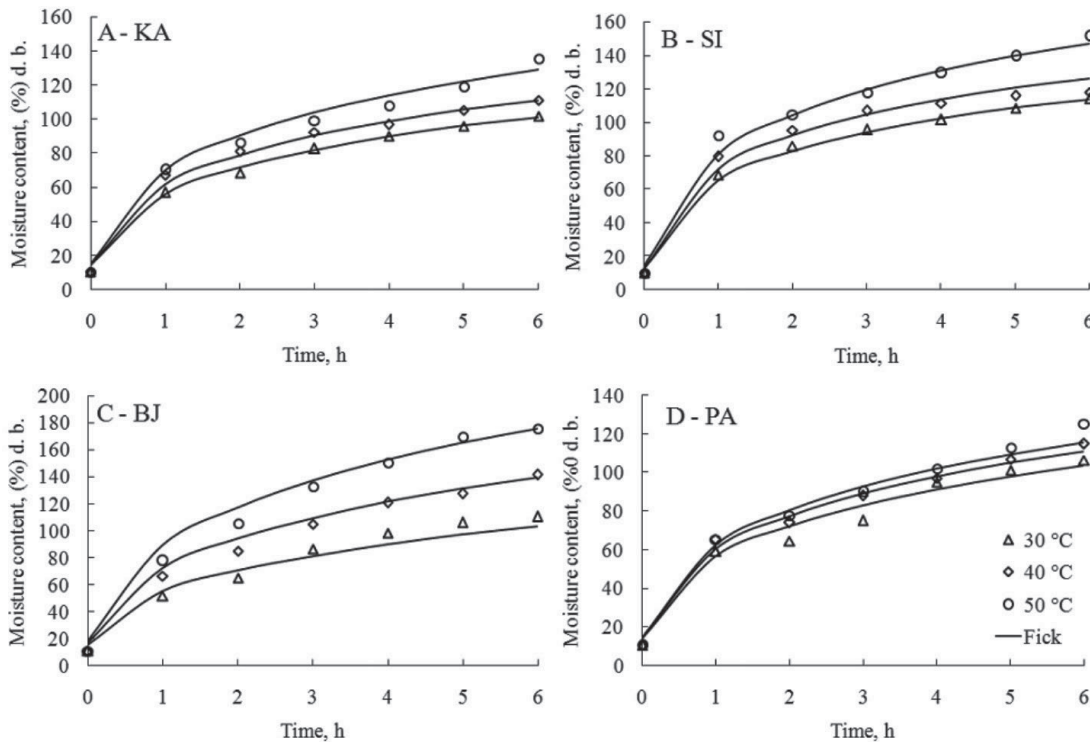 A - KA
Moisture content, (%) d. b.
160
140
120
100
80
60
40
20
0
0 1 2 3 4 5 6
Time, h
B - SI
Moisture content, (%) d. b.
160
140
120
100
80
60
40
20
0
0 1 2 3 4 5 6
Time, h
C - BJ
Moisture content, (%) d. b.
200
180
160
140
120
100
80
60
40
20
0
0 1 2 3 4 5 6
Time, h
D - PA
Moisture content, (%0 d. b.
140
120
100
80
60
40
20
0
0 1 2 3 4 5 6
Time, h
30 °C
40 °C
50 °C
Fick